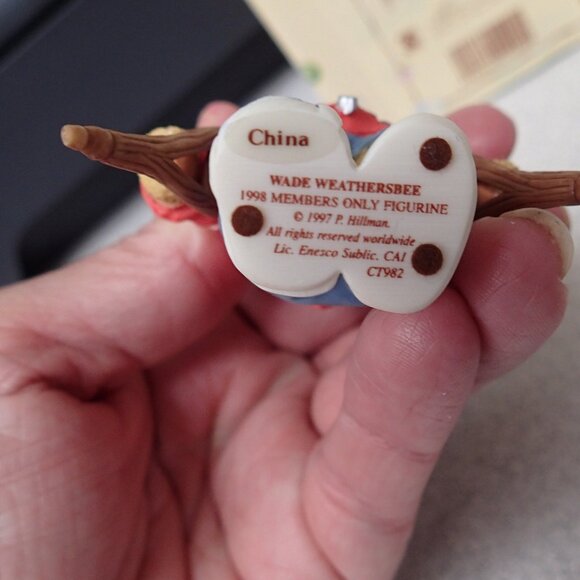 China
WADE WEATHERSBEE
1998 MEMBERS ONLY FIGURINE
© 1997 P. Hillman.
All rights reserved worldwide
Lic. Enesco Sublic. CAI
CT982